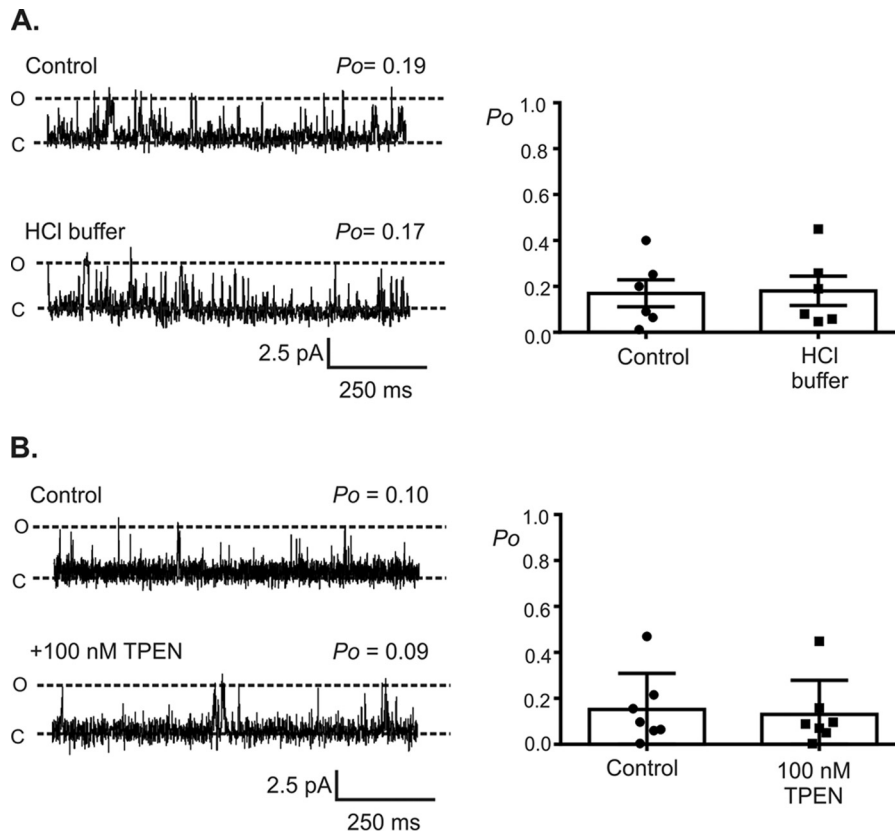 A.
Control Po= 0.19
O
C
HCl buffer Po= 0.17
O
C
2.5 pA
250 ms
Po
1.0
0.8
0.6
0.4
0.2
0.0
Control
HCl
buffer
B.
Control Po = 0.10
O
C
+100 nM TPEN Po = 0.09
O
C
2.5 pA
250 ms
Po
1.0
0.8
0.6
0.4
0.2
0.0
Control
100 nM
TPEN